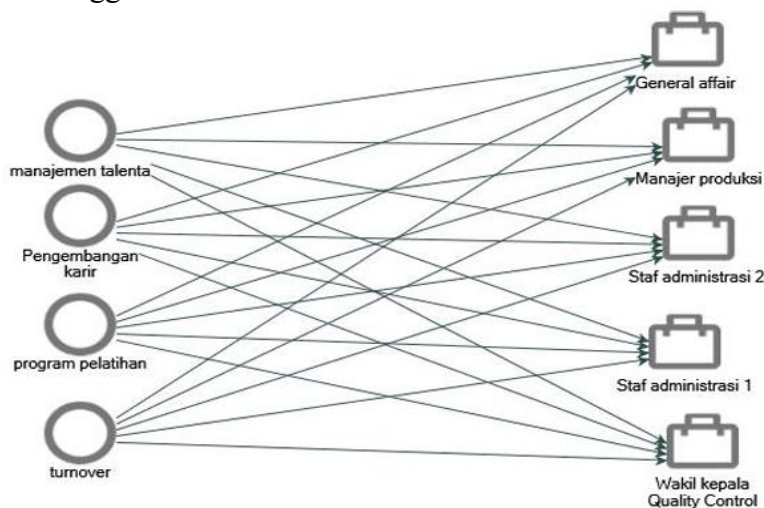 General affair
manajemen talenta
Manajer produksi
Pengembangan
karir
Staf administrasi 2
program pelatihan
Staf administrasi 1
turnover
Wakil kepala
Quality Control